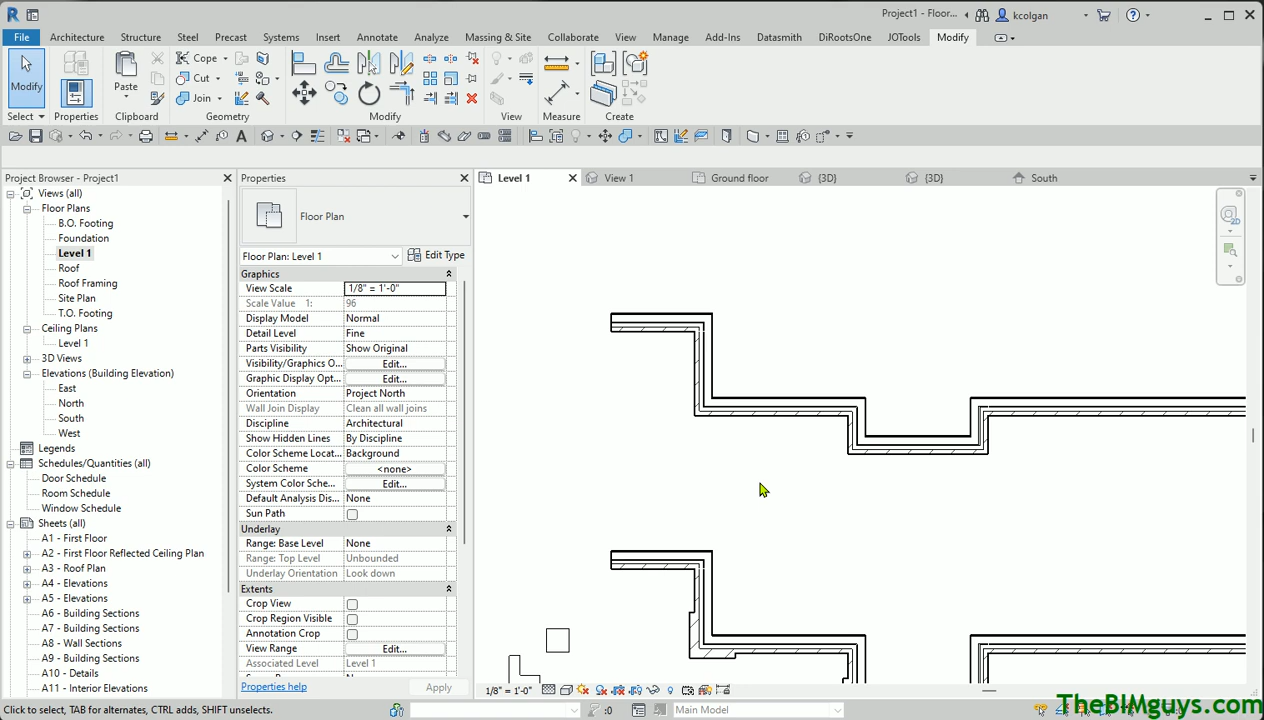 Project1 - Floor...
kcolgan
File
Architecture
Structure
Steel
Precast
Systems
Insert
Annotate
Analyze
Massing & Site
Collaborate
View
Manage
Add-Ins
Datasmith
DiRootsOne
JOTools
Modify
Modify
Paste
Cope
Cut
Join
Select
Properties
Clipboard
Geometry
Modify
View
Measure
Create
Project Browser - Project1
Views (all)
Floor Plans
B.O. Footing
Foundation
Level 1
Roof
Roof Framing
Site Plan
T.O. Footing
Ceiling Plans
Level 1
3D Views
Elevations (Building Elevation)
East
North
South
West
Legends
Schedules/Quantities (all)
Door Schedule
Room Schedule
Window Schedule
Sheets (all)
A1 - First Floor
A2 - First Floor Reflected Ceiling Plan
A3 - Roof Plan
A4 - Elevations
A5 - Elevations
A6 - Building Sections
A7 - Building Sections
A8 - Wall Sections
A9 - Building Sections
A10 - Details
A11 - Interior Elevations
Properties
Floor Plan
Floor Plan: Level 1
Edit Type
Graphics
View Scale 1/8" = 1'-0"
Scale Value 1: 96
Display Model Normal
Detail Level Fine
Parts Visibility Show Original
Visibility/Graphics O... Edit...
Graphic Display Opt... Edit...
Orientation Project North
Wall Join Display Clean all wall joins
Discipline Architectural
Show Hidden Lines By Discipline
Color Scheme Locat... Background
Color Scheme <none>
System Color Sche... Edit...
Default Analysis Dis... None
Sun Path
Underlay
Range: Base Level None
Range: Top Level Unbounded
Underlay Orientation Look down
Extents
Crop View
Crop Region Visible
Annotation Crop
View Range Edit...
Associated Level Level 1
Properties help
Apply
Level 1
View 1
Ground floor
{3D}
{3D}
South
2D
1/8" = 1'-0"
Click to select, TAB for alternates, CTRL adds, SHIFT unselects.
:0
Main Model
TheBIMguys.com